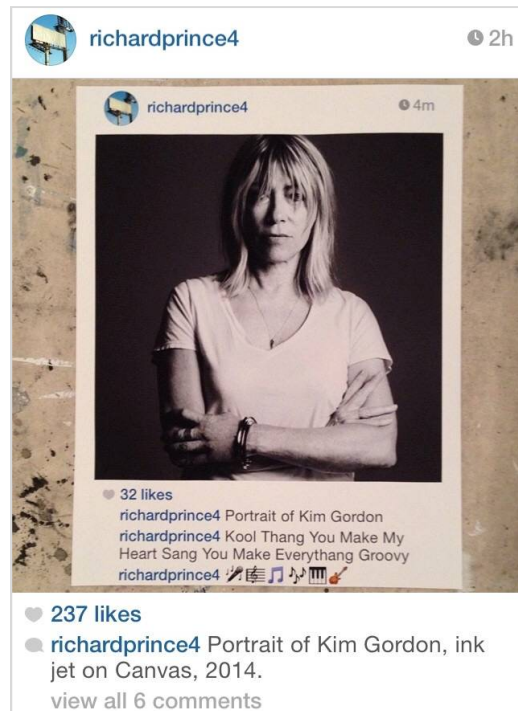 richardprince4 2h
richardprince4 4m
32 likes
richardprince4 Portrait of Kim Gordon
richardprince4 Kool Thang You Make My
Heart Sang You Make Everythang Groovy
richardprince4 🎤🎼🎵🎶🎹🎸
237 likes
richardprince4 Portrait of Kim Gordon, ink
jet on Canvas, 2014.
view all 6 comments